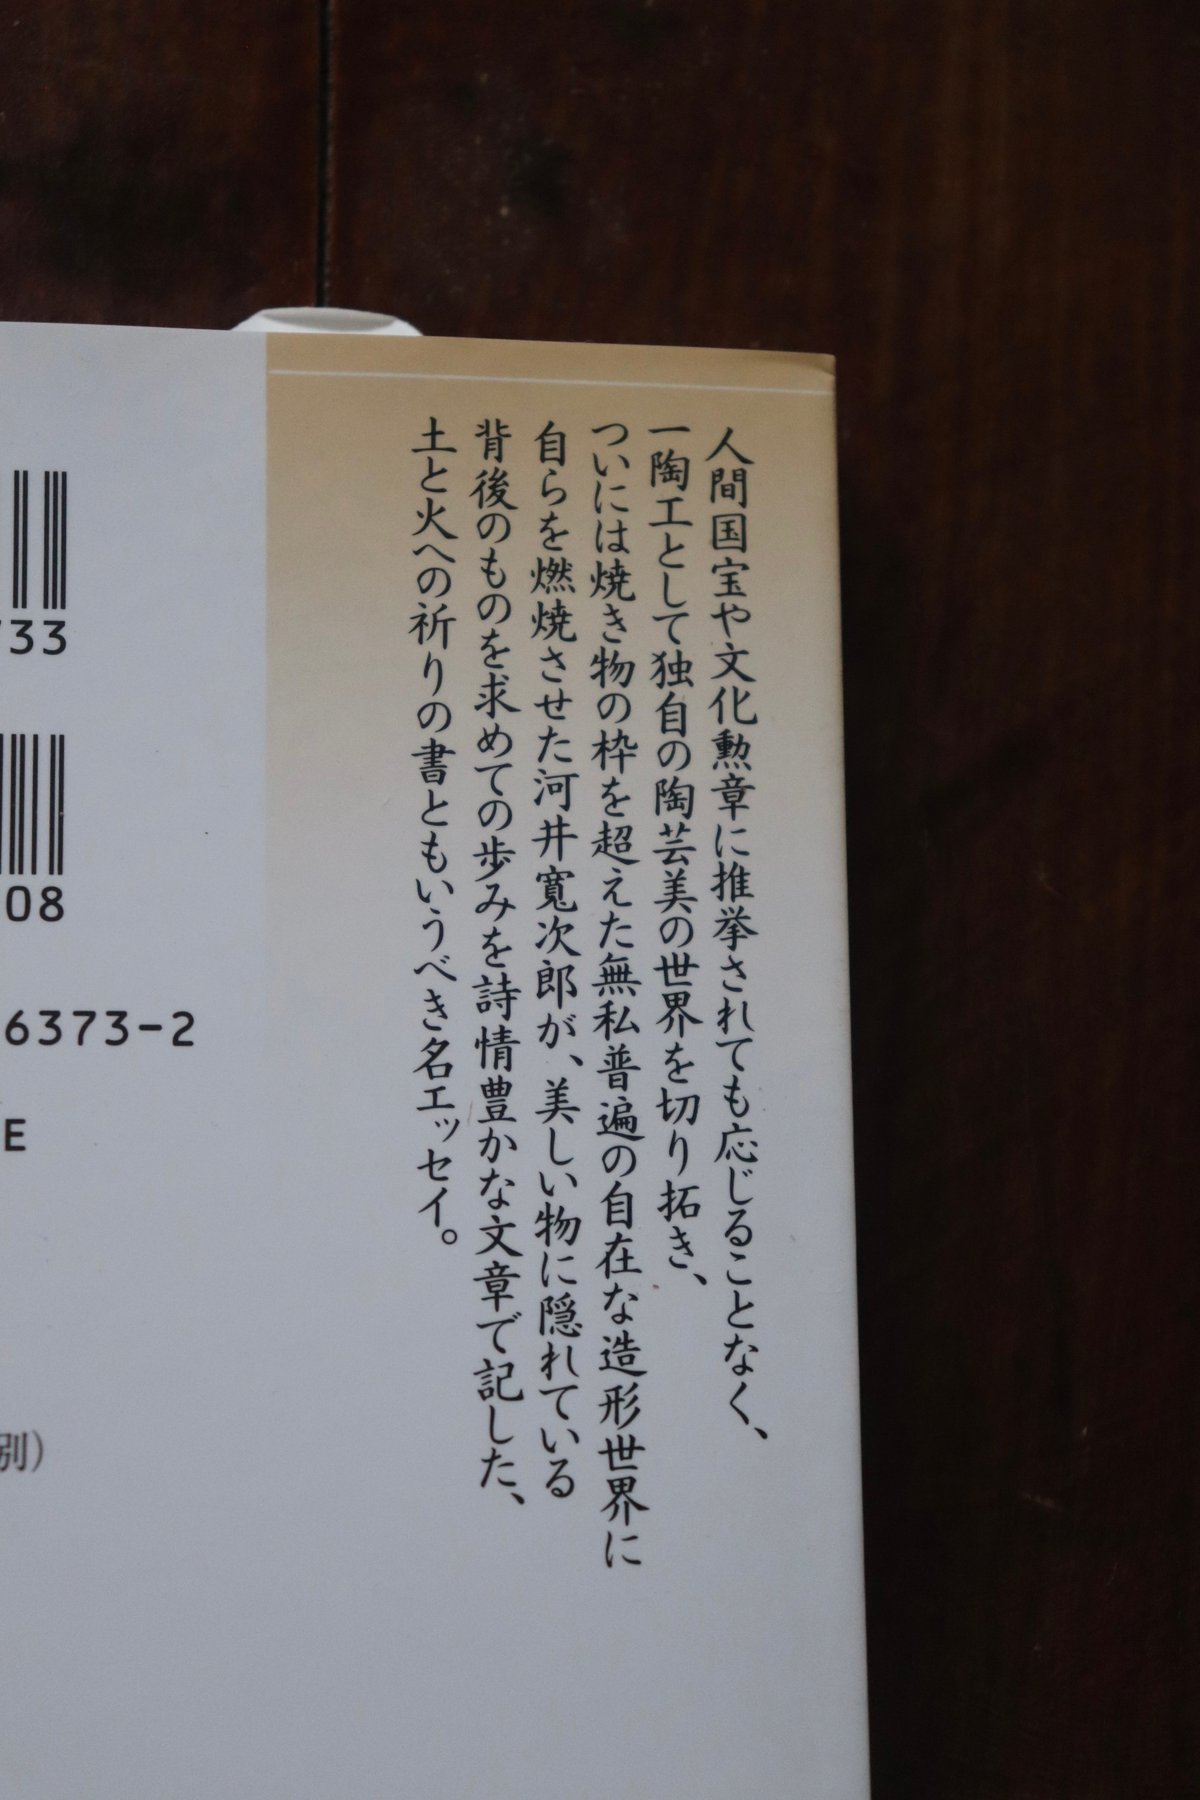 人間国宝や文化勲章に推挙されても応じることなく、
一陶工として独自の陶芸美の世界を切り拓き、
ついには焼き物の枠を超えた無私普遍の自在な造形世界に
自らを燃焼させた河井寬次郎が、美しい物に隠れている
背後のものを求めての歩みを詩情豊かな文章で記した、
土と火への祈りの書ともいうべき名エッセイ。
733
08
6373-2
E
別)